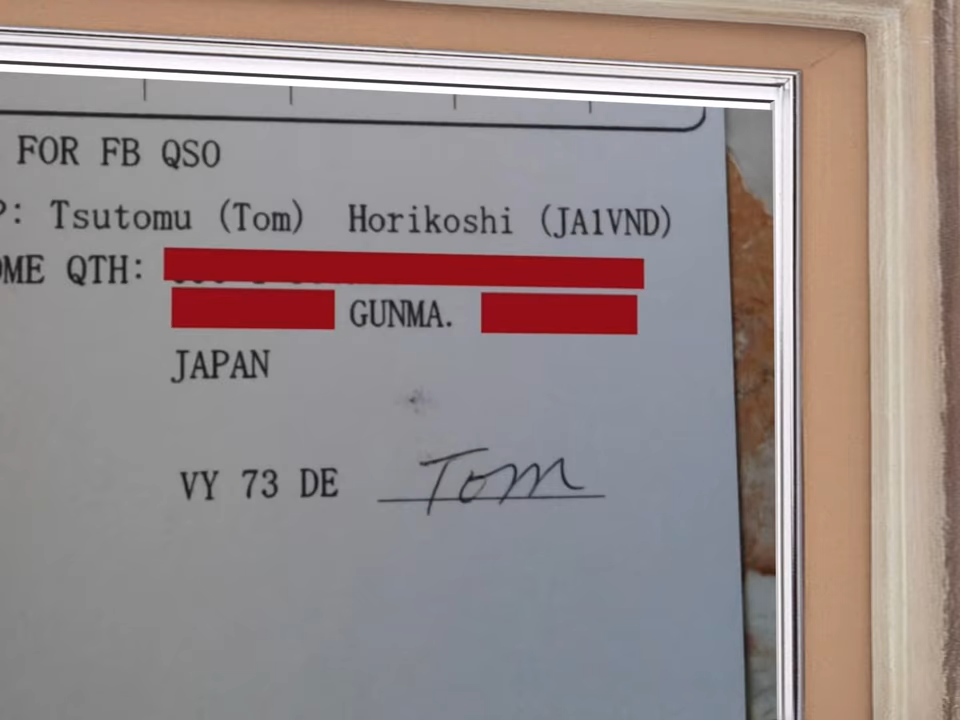 FOR FB QSO
P: Tsutomu (Tom) Horikoshi (JA1VND)
OME QTH:
GUNMA.
JAPAN
VY 73 DE Tom